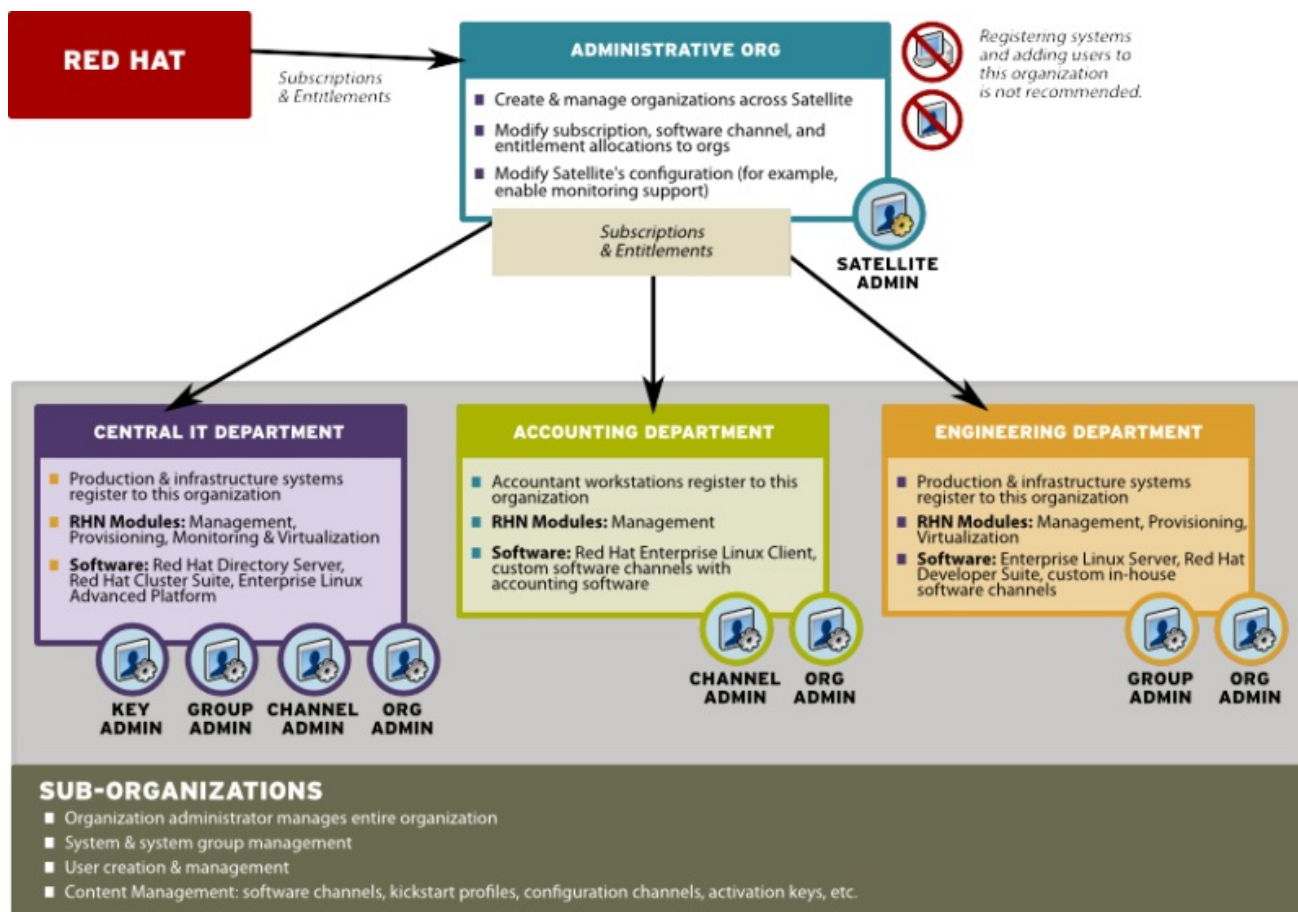 RED HAT
Subscriptions
& Entitlements
ADMINISTRATIVE ORG
■ Create & manage organizations across Satellite
■ Modify subscription, software channel, and
entitlement allocations to orgs
■ Modify Satellite's configuration (for example,
enable monitoring support)
Registering systems
and adding users to
this organization
is not recommended.
SATELLITE
ADMIN
Subscriptions
& Entitlements
CENTRAL IT DEPARTMENT
■ Production & infrastructure systems
register to this organization
■ RHN Modules: Management,
Provisioning, Monitoring & Virtualization
■ Software: Red Hat Directory Server,
Red Hat Cluster Suite, Enterprise Linux
Advanced Platform
KEY
ADMIN
GROUP
ADMIN
CHANNEL
ADMIN
ORG
ADMIN
ACCOUNTING DEPARTMENT
■ Accountant workstations register to this
organization
■ RHN Modules: Management
■ Software: Red Hat Enterprise Linux Client,
custom software channels with
accounting software
CHANNEL
ADMIN
ORG
ADMIN
ENGINEERING DEPARTMENT
■ Production & infrastructure systems
register to this organization
■ RHN Modules: Management, Provisioning,
Virtualization
■ Software: Enterprise Linux Server, Red Hat
Developer Suite, custom in-house
software channels
GROUP
ADMIN
ORG
ADMIN
SUB-ORGANIZATIONS
■ Organization administrator manages entire organization
■ System & system group management
■ User creation & management
■ Content Management: software channels, kickstart profiles, configuration channels, activation keys, etc.